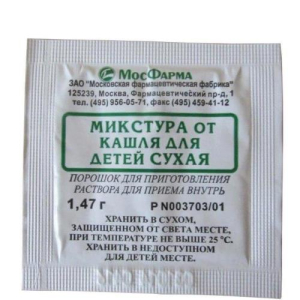 МосФарма
ЗАО "Московская фармацевтическая фабрика"
125239, Москва, Фармацевтический пр-д, 1
тел. (495) 956-05-71, факс (495) 459-41-12
МИКСТУРА ОТ
КАШЛЯ ДЛЯ
ДЕТЕЙ СУХАЯ
ПОРОШОК ДЛЯ ПРИГОТОВЛЕНИЯ
РАСТВОРА ДЛЯ ПРИЕМА ВНУТРЬ
1,47 г P N003703/01
ХРАНИТЬ В СУХОМ,
ЗАЩИЩЕННОМ ОТ СВЕТА МЕСТЕ,
ПРИ ТЕМПЕРАТУРЕ НЕ ВЫШЕ 25 °С.
ХРАНИТЬ В НЕДОСТУПНОМ
ДЛЯ ДЕТЕЙ МЕСТЕ.